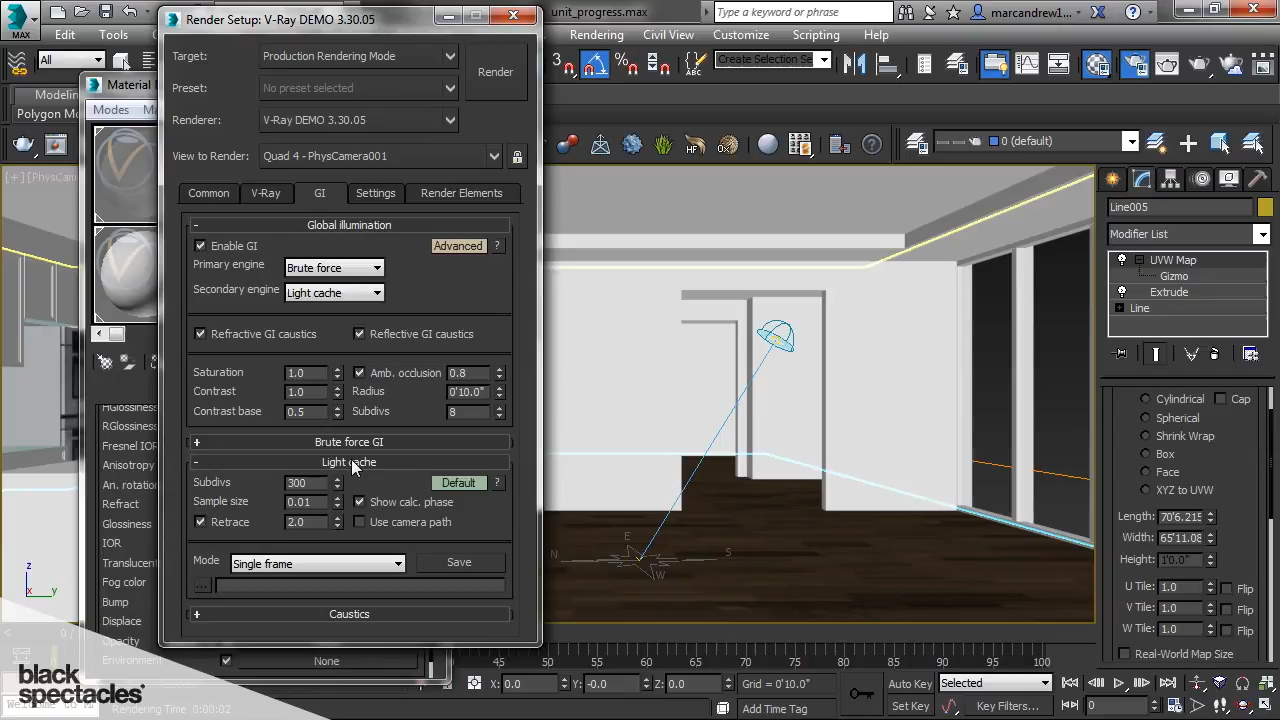 Render Setup: V-Ray DEMO 3.30.05
unit_progress.max
Type a keyword or phrase
marcandrew1...
MAX
Edit
Tools
Rendering
Civil View
Customize
Scripting
Help
All
Create Selection Se
Target:
Production Rendering Mode
Render
Preset:
No preset selected
Renderer:
V-Ray DEMO 3.30.05
View to Render:
Quad 4 - PhysCamera001
Modeling
Polygon Mod
Material
Modes
0 (default)
[+][PhysCam
Common
V-Ray
GI
Settings
Render Elements
Global illumination
Enable GI
Advanced
?
Primary engine
Brute force
Secondary engine
Light cache
Refractive GI caustics
Reflective GI caustics
Saturation
1.0
Amb. occlusion
0.8
Contrast
1.0
Radius
0'10.0"
Contrast base
0.5
Subdivs
8
Brute force GI
Light cache
Subdivs
300
Default
?
Sample size
0.01
Show calc. phase
Retrace
2.0
Use camera path
Mode
Single frame
Save
...
Caustics
HGlossiness
RGlossiness
Fresnel IOR
Anisotropy
An. rotation
Refract
Glossiness
IOR
Translucent
Fog color
Bump
Displace
Opacity
Environment
None
Line005
Modifier List
UVW Map
Gizmo
Extrude
Line
Cylindrical
Cap
Spherical
Shrink Wrap
Box
Face
XYZ to UVW
Length:
70'6.215
Width:
65'11.08
Height:
10'.0"
U Tile:
1.0
Flip
V Tile:
1.0
Flip
W Tile:
1.0
Flip
Real-World Map Size
N
E
S
W
z
x
y
45
50
55
60
65
70
75
80
85
90
95
100
X:
0.0
Y:
-0.0
Z:
0.0
Grid = 0'10.0"
Auto Key
Selected
Add Time Tag
Set Key
Key Filters...
0
Rendering Time 0:00:02
black
spectacles